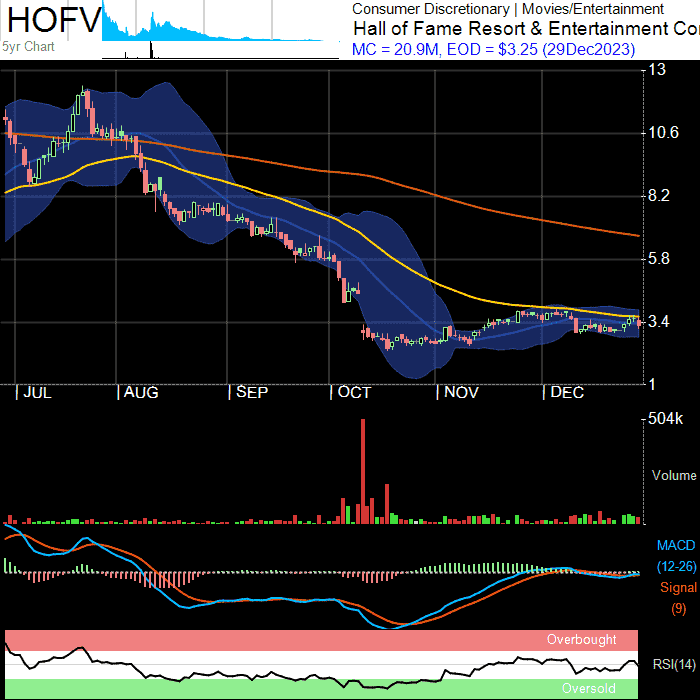 HOFV
5yr Chart
Consumer Discretionary | Movies/Entertainment
Hall of Fame Resort & Entertainment Co
MC = 20.9M, EOD = $3.25 (29Dec2023)
13
10.6
8.2
5.8
3.4
1
JUL AUG SEP OCT NOV DEC
504k
Volume
MACD
(12-26)
Signal
(9)
Overbought
RSI(14)
Oversold